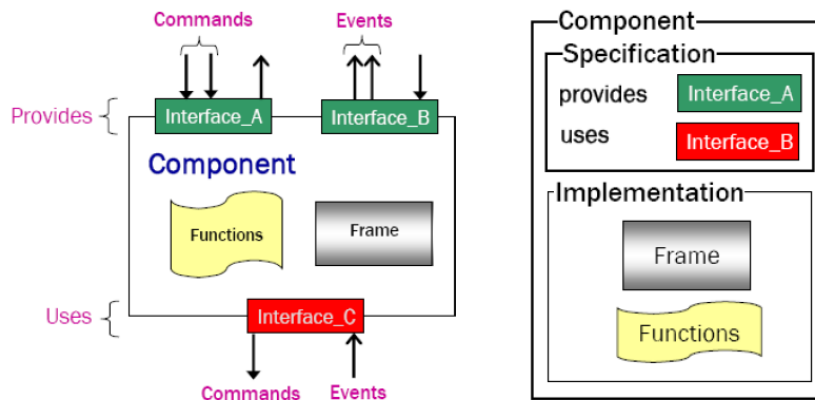 Commands
Events
Provides
Interface_A
Interface_B
Component
Functions
Frame
Uses
Interface_C
Commands
Events
Component
Specification
provides
Interface_A
uses
Interface_B
Implementation
Frame
Functions